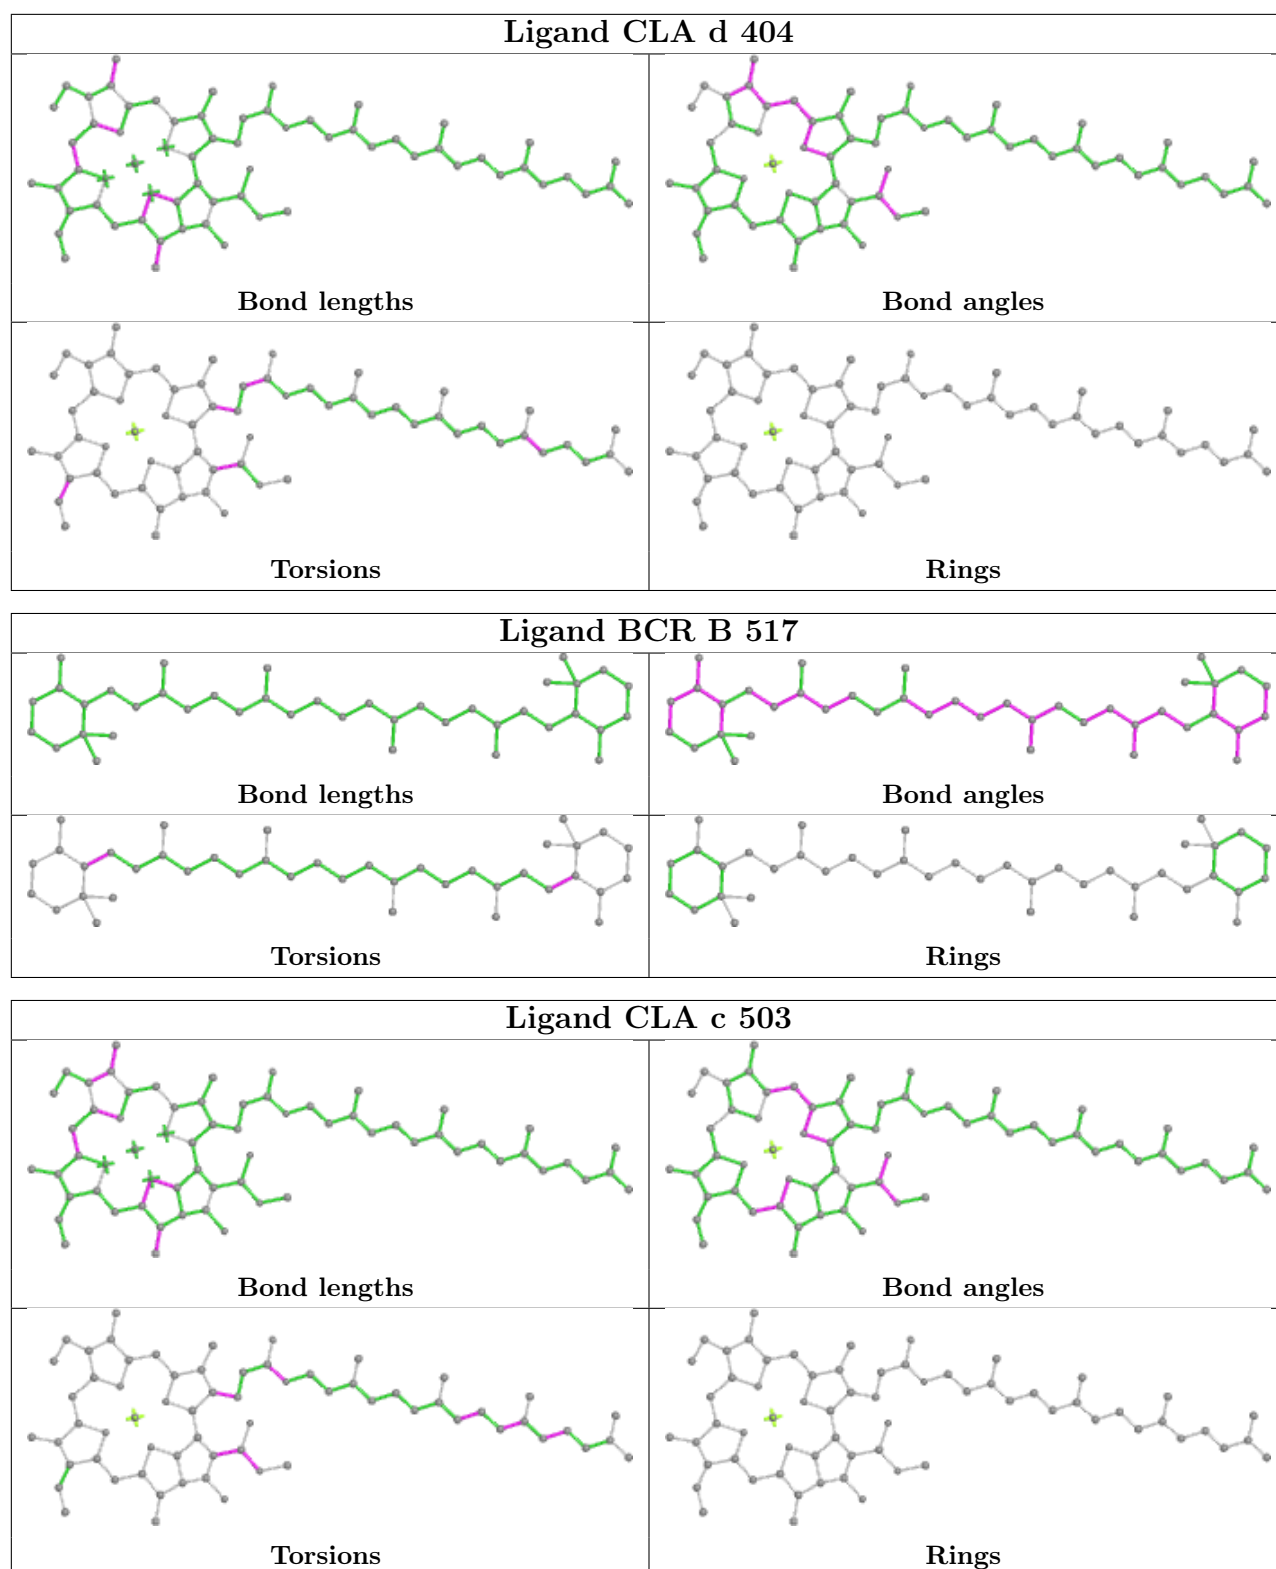 Ligand CLA d 404
Bond lengths
Bond angles
Torsions
Rings
Ligand BCR B 517
Bond lengths
Bond angles
Torsions
Rings
Ligand CLA c 503
Bond lengths
Bond angles
Torsions
Rings